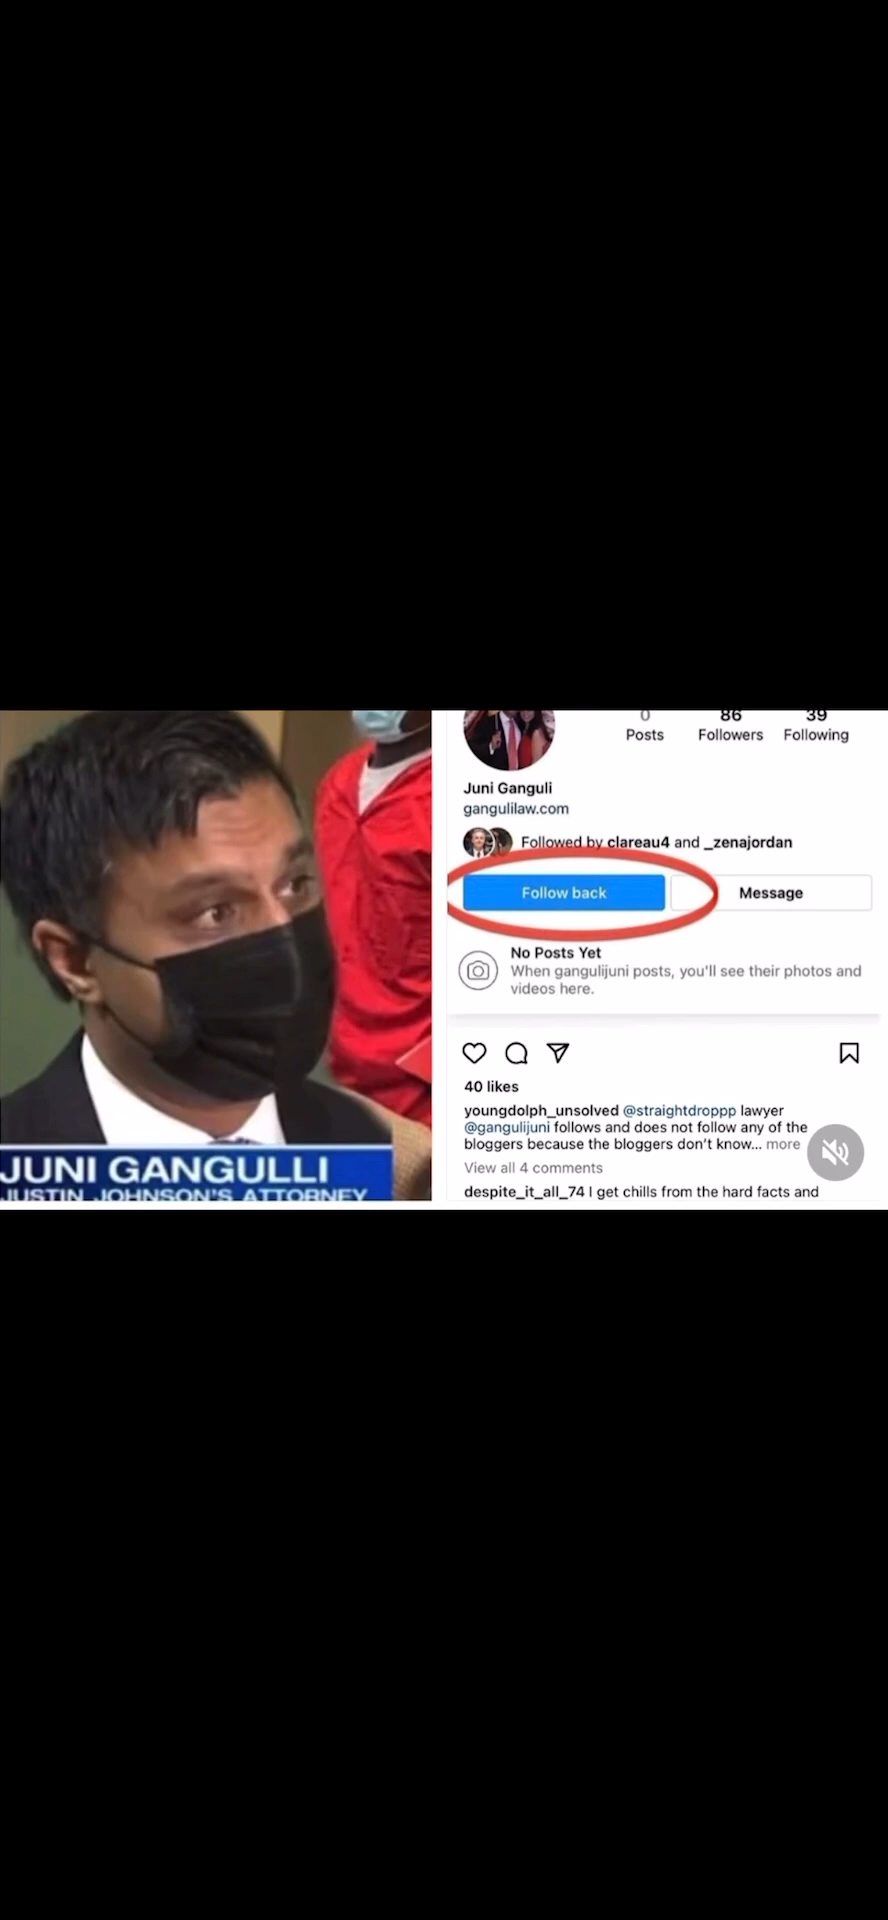 JUNI GANGULLI
JUSTIN JOHNSON'S ATTORNEY
0 86 39
Posts Followers Following
Juni Ganguli
gangulilaw.com
Followed by clareau4 and _zenajordan
Follow back Message
No Posts Yet
When gangulijuni posts, you'll see their photos and
videos here.
40 likes
youngdolph_unsolved @straightdroppp lawyer
@gangulijuni follows and does not follow any of the
bloggers because the bloggers don't know... more
View all 4 comments
despite_it_all_74 I get chills from the hard facts and